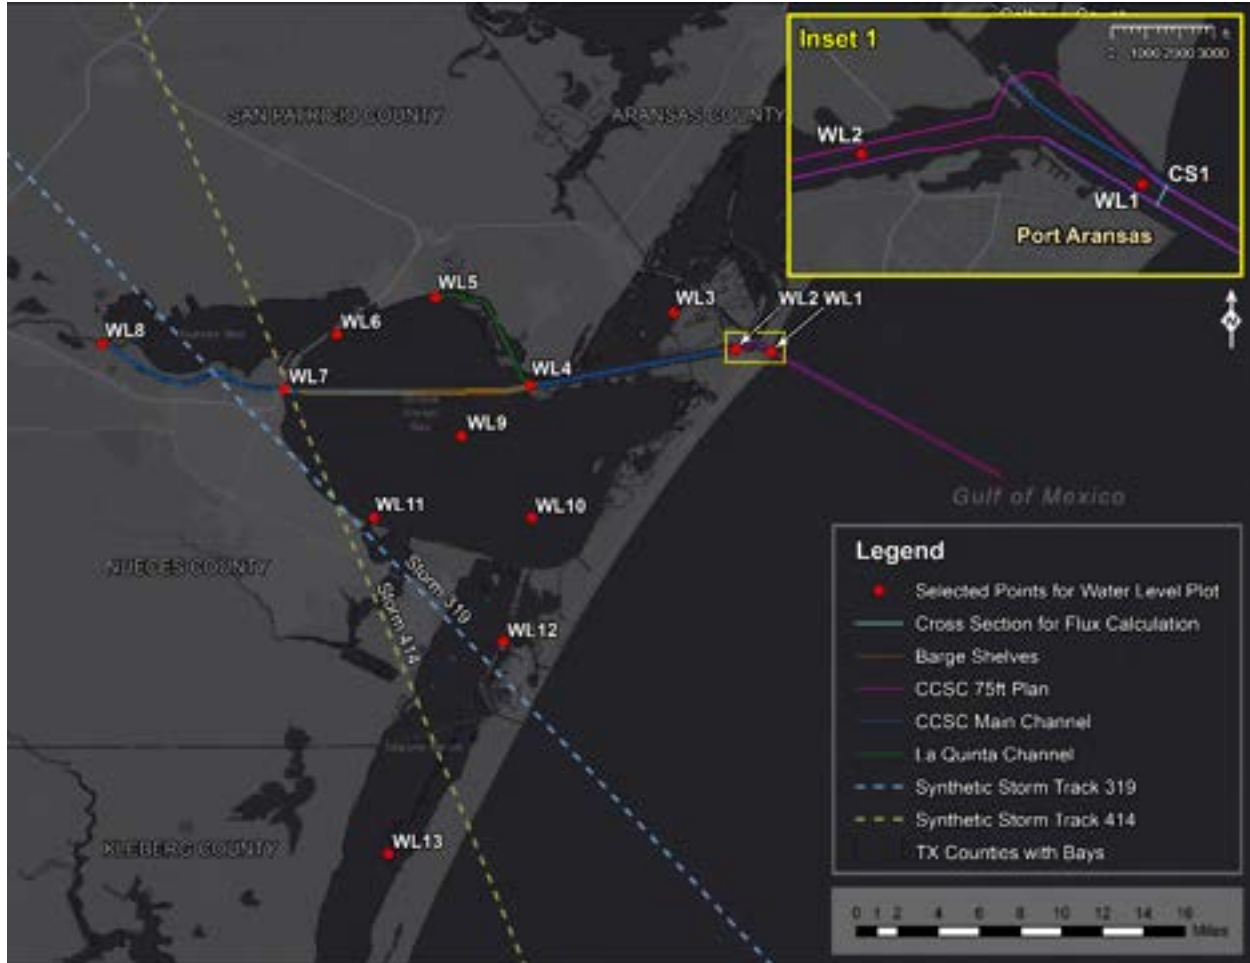 Inset 1
0 1000 2000 3000
WL2
CS1
WL1
Port Aransas
SAN PATRICIO COUNTY
ARANSAS COUNTY
WL5
WL3
WL2 WL1
N
WL8
WL6
WL7
WL4
WL9
Gulf of Mexico
WL11
WL10
NUECES COUNTY
Storm 319
Storm 414
WL12
WL13
KLEBERG COUNTY
Legend
Selected Points for Water Level Plot
Cross Section for Flux Calculation
Barge Shelves
CCSC 75ft Plan
CCSC Main Channel
La Quinta Channel
Synthetic Storm Track 319
Synthetic Storm Track 414
TX Counties with Bays
0 1 2 4 6 8 10 12 14 16
Miles